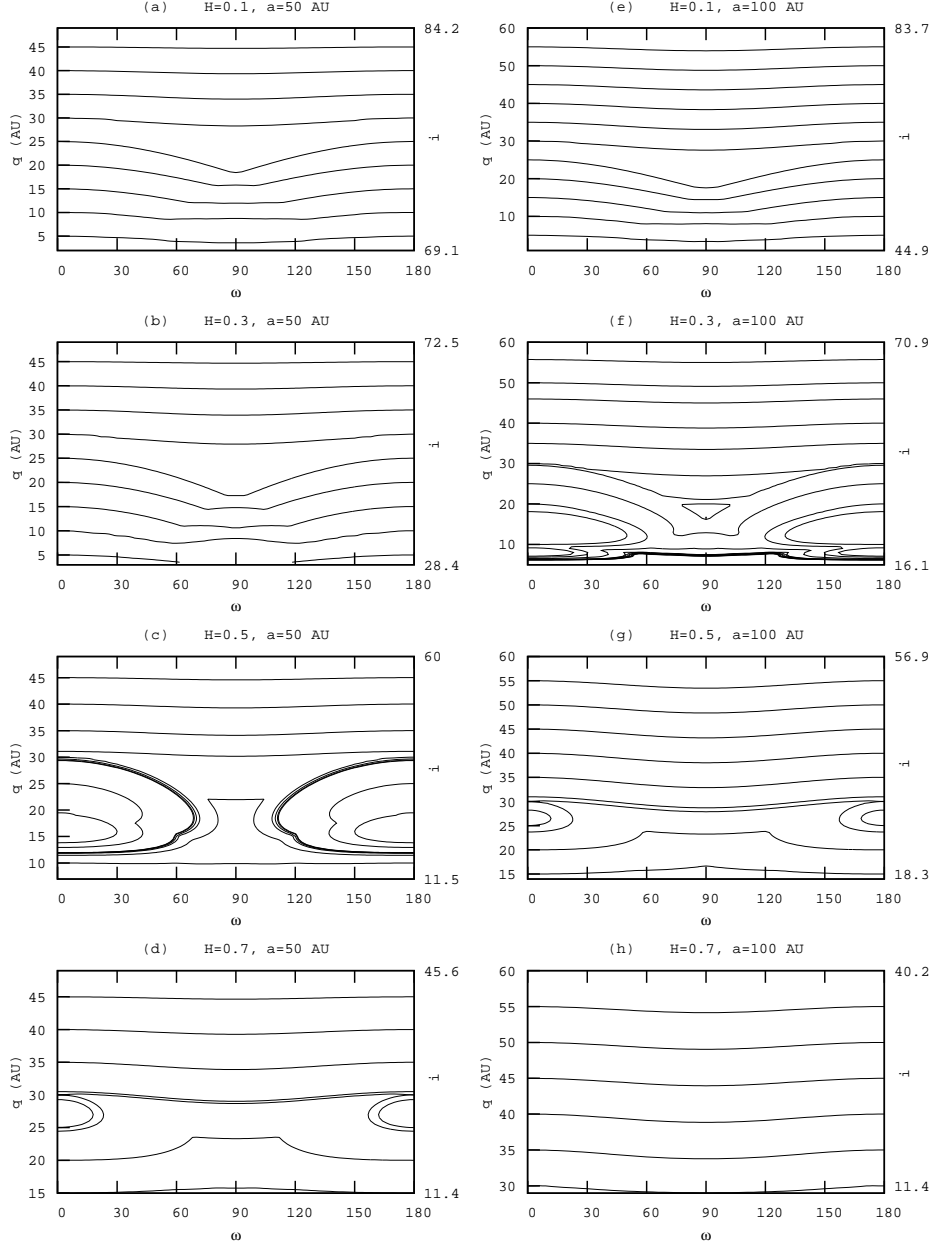 (a) H=0.1, a=50 AU
84.2
45
40
35
30
25
20
15
10
5
q (AU)
i
69.1
0 30 60 90 120 150 180
ω
(e) H=0.1, a=100 AU
83.7
60
50
40
30
20
10
q (AU)
i
44.9
0 30 60 90 120 150 180
ω
(b) H=0.3, a=50 AU
72.5
45
40
35
30
25
20
15
10
5
q (AU)
i
28.4
0 30 60 90 120 150 180
ω
(f) H=0.3, a=100 AU
70.9
60
50
40
30
20
10
q (AU)
i
16.1
0 30 60 90 120 150 180
ω
(c) H=0.5, a=50 AU
60
45
40
35
30
25
20
15
10
q (AU)
i
11.5
0 30 60 90 120 150 180
ω
(g) H=0.5, a=100 AU
56.9
60
55
50
45
40
35
30
25
20
15
q (AU)
i
18.3
0 30 60 90 120 150 180
ω
(d) H=0.7, a=50 AU
45.6
45
40
35
30
25
20
15
q (AU)
i
11.4
0 30 60 90 120 150 180
ω
(h) H=0.7, a=100 AU
40.2
60
55
50
45
40
35
30
q (AU)
i
11.4
0 30 60 90 120 150 180
ω